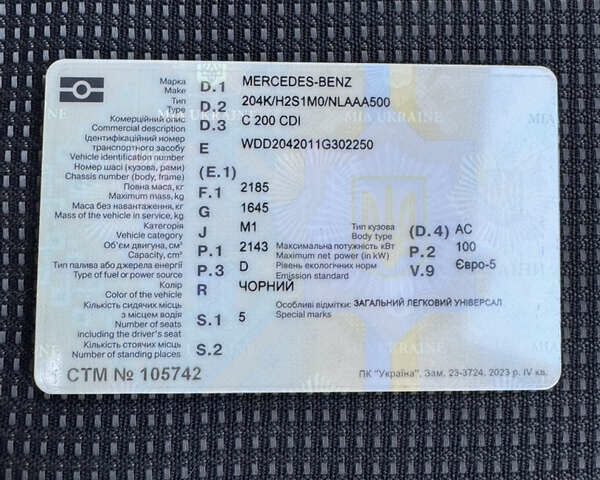 Марка
Make D.1 MERCEDES-BENZ
Тип
Type D.2 204K/H2S1M0/NLAAA500
Комерційний опис
Commercial description D.3 C 200 CDI
Ідентифікаційний номер
транспортного засобу E WDD2042011G302250
Vehicle identification number
Номер шасі (кузова, рами) (E.1)
Chassis number (body, frame)
Повна маса, кг F.1 2185
Maximum mass, kg
Маса без навантаження, кг G 1645
Mass of the vehicle in service, kg
Категорія J M1 Тип кузова (D.4) AC
Category Body type
Об'єм двигуна, см³ P.1 2143 Максимальна потужність кВт P.2 100
Capacity, cm³ Maximum net power (in kW)
Тип палива або джерела енергії P.3 D Рівень екологічних норм V.9 Євро-5
Type of fuel or power source Emission standard
Колір R ЧОРНИЙ
Color of the vehicle
Кількість сидячих місць Особливі відмітки: ЗАГАЛЬНИЙ ЛЕГКОВИЙ УНІВЕРСАЛ
з місцем водія S.1 5 Special marks
Number of seats
including the driver's seat
Кількість стоячих місць S.2
Number of standing places
СТМ № 105742
ПК "Україна", Зам. 23-3724, 2023 р. IV кв.